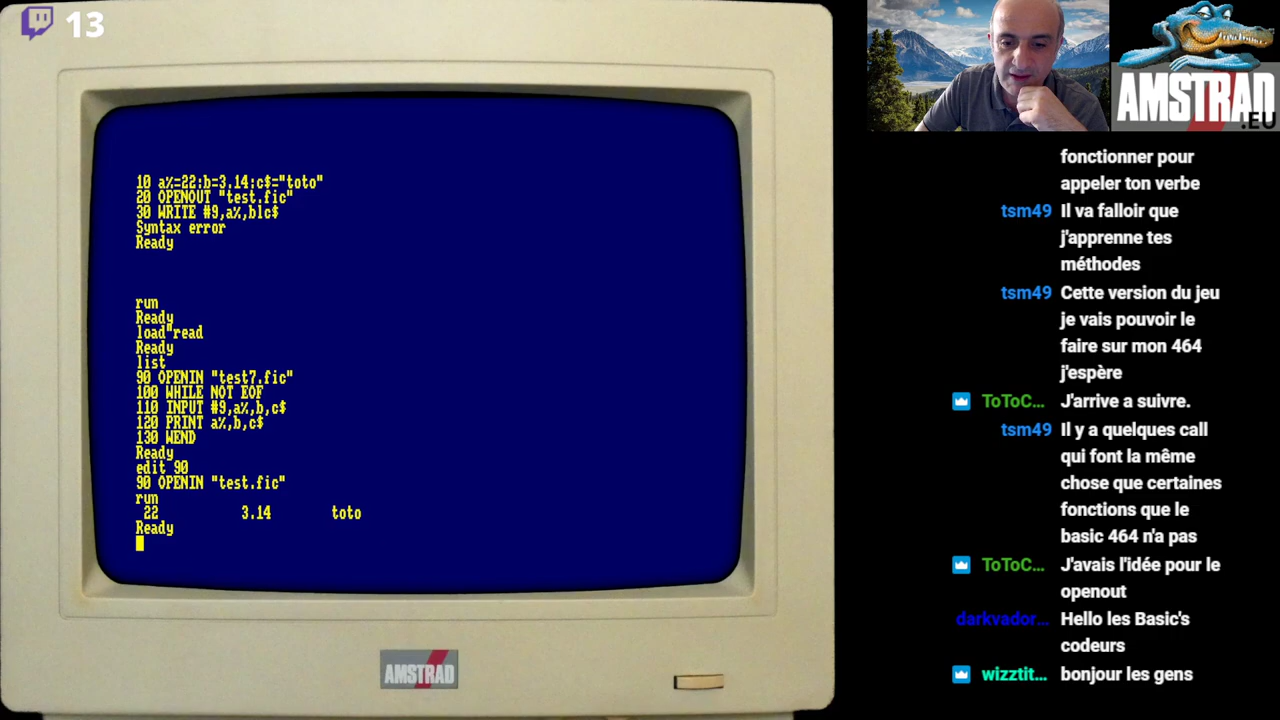 13
10 a%=22:b=3.14:c$="toto"
20 OPENOUT "test.fic"
30 WRITE #9,a%,b|c$
Syntax error
Ready
run
Ready
load"read
Ready
list
90 OPENIN "test7.fic"
100 WHILE NOT EOF
110 INPUT #9,a%,b,c$
120 PRINT a%,b,c$
130 WEND
Ready
edit 90
90 OPENIN "test.fic"
run
22 3.14 toto
Ready
AMSTRAD
AMSTRAD
.EU
fonctionner pour
appeler ton verbe
tsm49 Il va falloir que
j'apprenne tes
méthodes
tsm49 Cette version du jeu
je vais pouvoir le
faire sur mon 464
j'espère
ToToC... J'arrive a suivre.
tsm49 Il y a quelques call
qui font la même
chose que certaines
fonctions que le
basic 464 n'a pas
ToToC... J'avais l'idée pour le
openout
darkvador... Hello les Basic's
codeurs
wizztit... bonjour les gens